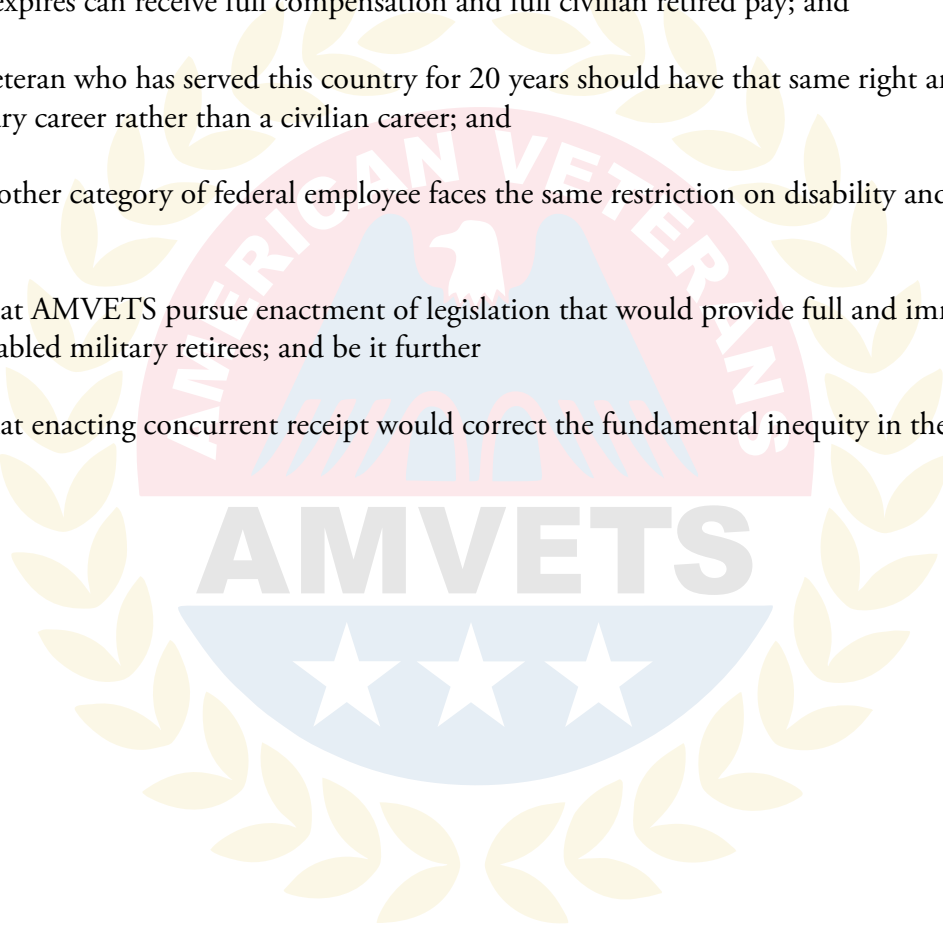 expires can receive full compensation and full civilian retired pay; and
eteran who has served this country for 20 years should have that same right a
ry career rather than a civilian career; and
other category of federal employee faces the same restriction on disability and
at AMVETS pursue enactment of legislation that would provide full and im
abled military retirees; and be it further
at enacting concurrent receipt would correct the fundamental inequity in the
AMERICAN VETERANS
AMVETS